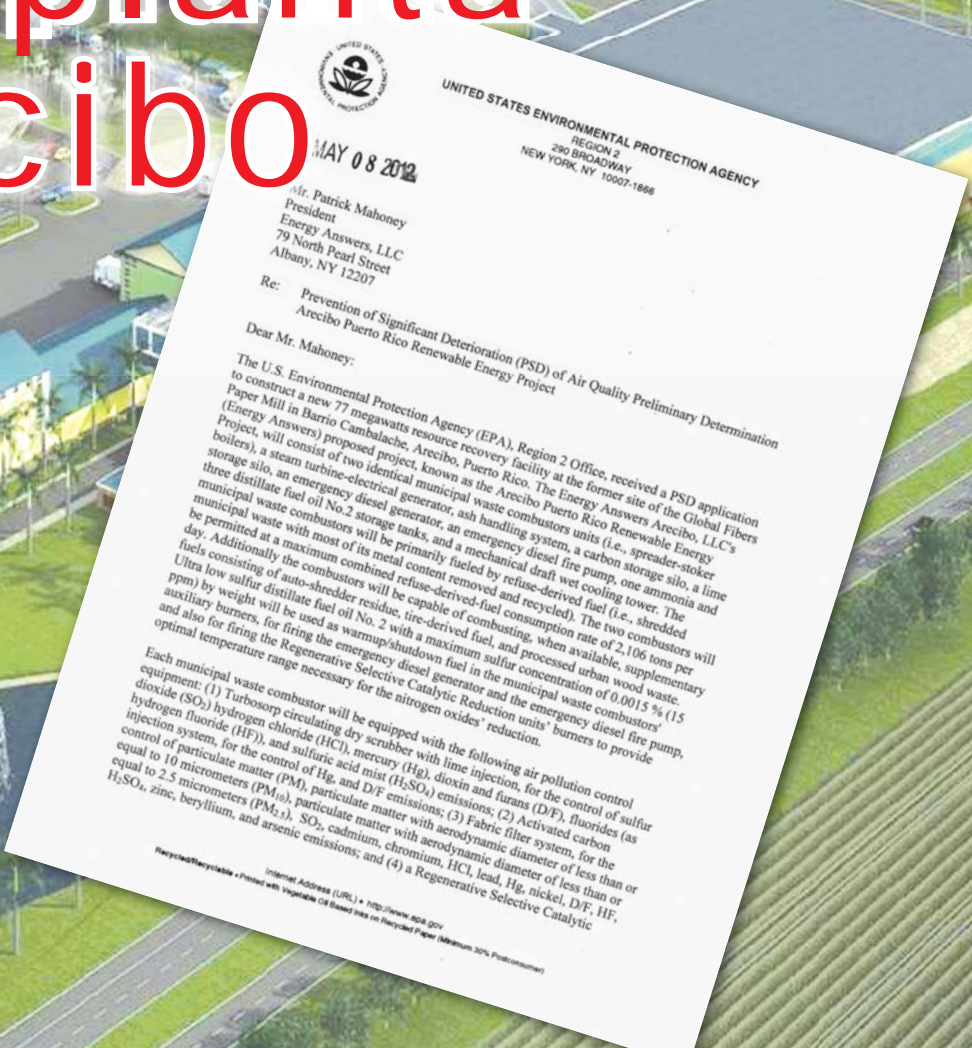 planta
cibo
UNITED STATES
ENVIRONMENTAL PROTECTION AGENCY
UNITED STATES ENVIRONMENTAL PROTECTION AGENCY
REGION 2
290 BROADWAY
NEW YORK, NY 10007-1866
MAY 08 2012
Mr. Patrick Mahoney
President
Energy Answers, LLC
79 North Pearl Street
Albany, NY 12207
Re: Prevention of Significant Deterioration (PSD) of Air Quality Preliminary Determination
Arecibo Puerto Rico Renewable Energy Project
Dear Mr. Mahoney:
The U.S. Environmental Protection Agency (EPA), Region 2 Office, received a PSD application
to construct a new 77 megawatts resource recovery facility at the former site of the Global Fibers
Paper Mill in Barrio Cambalache, Arecibo, Puerto Rico. The Energy Answers Arecibo, LLC's
(Energy Answers) proposed project, known as the Arecibo Puerto Rico Renewable Energy
Project, will consist of two identical municipal waste combustors units (i.e., spreader-stoker
boilers), a steam turbine-electrical generator, ash handling system, a carbon storage silo, a lime
storage silo, an emergency diesel generator, an emergency diesel fire pump, one ammonia and
three distillate fuel oil No.2 storage tanks, and a mechanical draft wet cooling tower. The
municipal waste combustors will be primarily fueled by refuse-derived fuel (i.e., shredded
municipal waste with most of its metal content removed and recycled). The two combustors will
be permitted at a maximum combined refuse-derived-fuel consumption rate of 2,106 tons per
day. Additionally the combustors will be capable of combusting, when available, supplementary
fuels consisting of auto-shredder residue, tire-derived fuel, and processed urban wood waste.
Ultra low sulfur distillate fuel oil No. 2 with a maximum sulfur concentration of 0.0015 % (15
ppm) by weight will be used as warmup/shutdown fuel in the municipal waste combustors'
auxiliary burners, for firing the emergency diesel generator and the emergency diesel fire pump,
and also for firing the Regenerative Selective Catalytic Reduction units' burners to provide
optimal temperature range necessary for the nitrogen oxides' reduction.
Each municipal waste combustor will be equipped with the following air pollution control
equipment: (1) Turbosorp circulating dry scrubber with lime injection, for the control of sulfur
dioxide (SO₂) hydrogen chloride (HCl), mercury (Hg), dioxin and furans (D/F), fluorides (as
hydrogen fluoride (HF)), and sulfuric acid mist (H₂SO₄) emissions; (2) Activated carbon
injection system, for the control of Hg, and D/F emissions; (3) Fabric filter system, for the
control of particulate matter (PM), particulate matter with aerodynamic diameter of less than or
equal to 10 micrometers (PM₁₀), particulate matter with aerodynamic diameter of less than or
equal to 2.5 micrometers (PM₂.₅), SO₂, cadmium, chromium, HCl, lead, Hg, nickel, D/F, HF,
H₂SO₄, zinc, beryllium, and arsenic emissions; and (4) a Regenerative Selective Catalytic
Internet Address (URL) • http://www.epa.gov
Recycled/Recyclable • Printed with Vegetable Oil Based Inks on Recycled Paper (Minimum 30% Postconsumer)